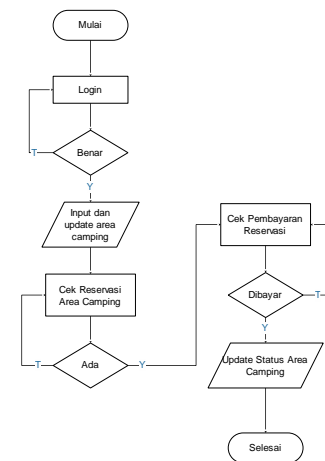 Mulai
Login
Benar
T
Y
Input dan
update area
camping
Cek Reservasi
Area Camping
Ada
T
Y
Cek Pembayaran
Reservasi
Dibayar
T
Y
Update Status Area
Camping
Selesai